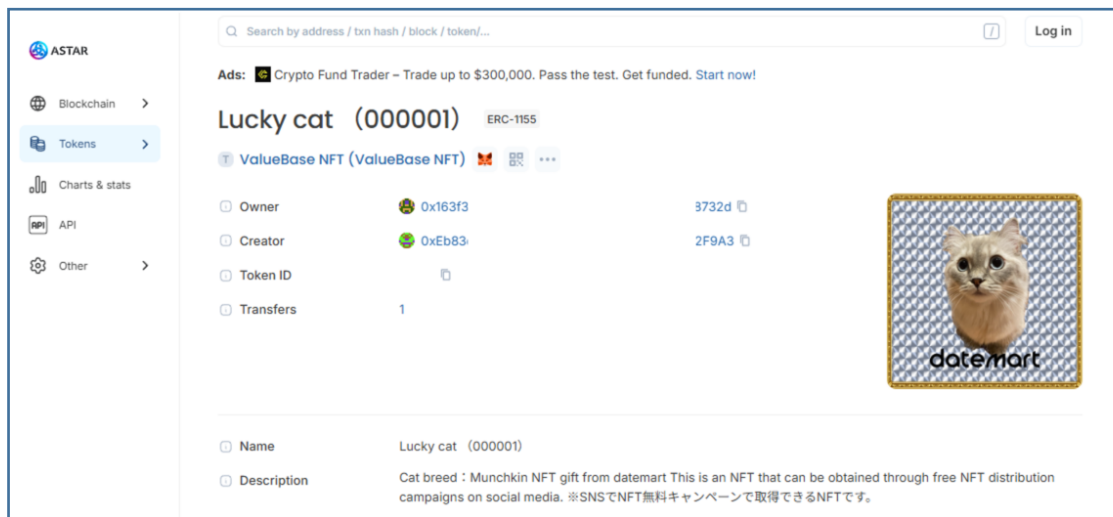 Search by address / txn hash / block / token/...
/
Log in
ASTAR
Ads: Crypto Fund Trader – Trade up to $300,000. Pass the test. Get funded. Start now!
Blockchain
Tokens
Charts & stats
API API
Other
Lucky cat （000001） ERC-1155
T ValueBase NFT (ValueBase NFT) ...
Owner 0x163f3 8732d
Creator 0xEb83 2F9A3
Token ID
Transfers 1
datemart
Name Lucky cat （000001）
Description Cat breed：Munchkin NFT gift from datemart This is an NFT that can be obtained through free NFT distribution
campaigns on social media. ※SNSでNFT無料キャンペーンで取得できるNFTです。